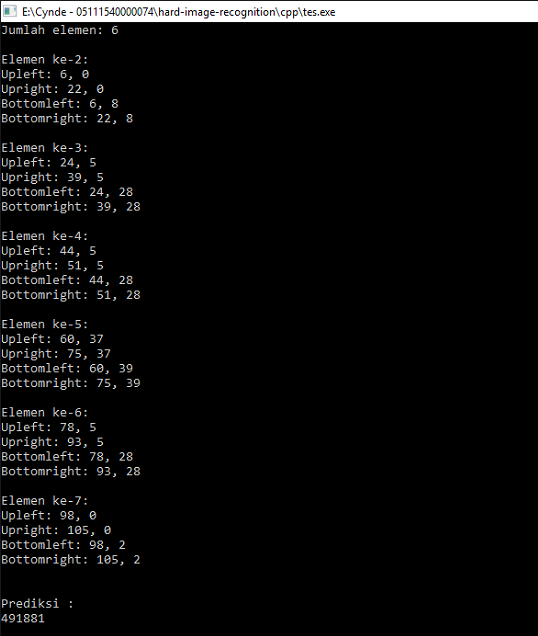 E:\Cynde - 05111540000074\hard-image-recognition\cpp\tes.exe
Jumlah elemen: 6
Elemen ke-2:
Upleft: 6, 0
Upright: 22, 0
Bottomleft: 6, 8
Bottomright: 22, 8
Elemen ke-3:
Upleft: 24, 5
Upright: 39, 5
Bottomleft: 24, 28
Bottomright: 39, 28
Elemen ke-4:
Upleft: 44, 5
Upright: 51, 5
Bottomleft: 44, 28
Bottomright: 51, 28
Elemen ke-5:
Upleft: 60, 37
Upright: 75, 37
Bottomleft: 60, 39
Bottomright: 75, 39
Elemen ke-6:
Upleft: 78, 5
Upright: 93, 5
Bottomleft: 78, 28
Bottomright: 93, 28
Elemen ke-7:
Upleft: 98, 0
Upright: 105, 0
Bottomleft: 98, 2
Bottomright: 105, 2
Prediksi :
491881